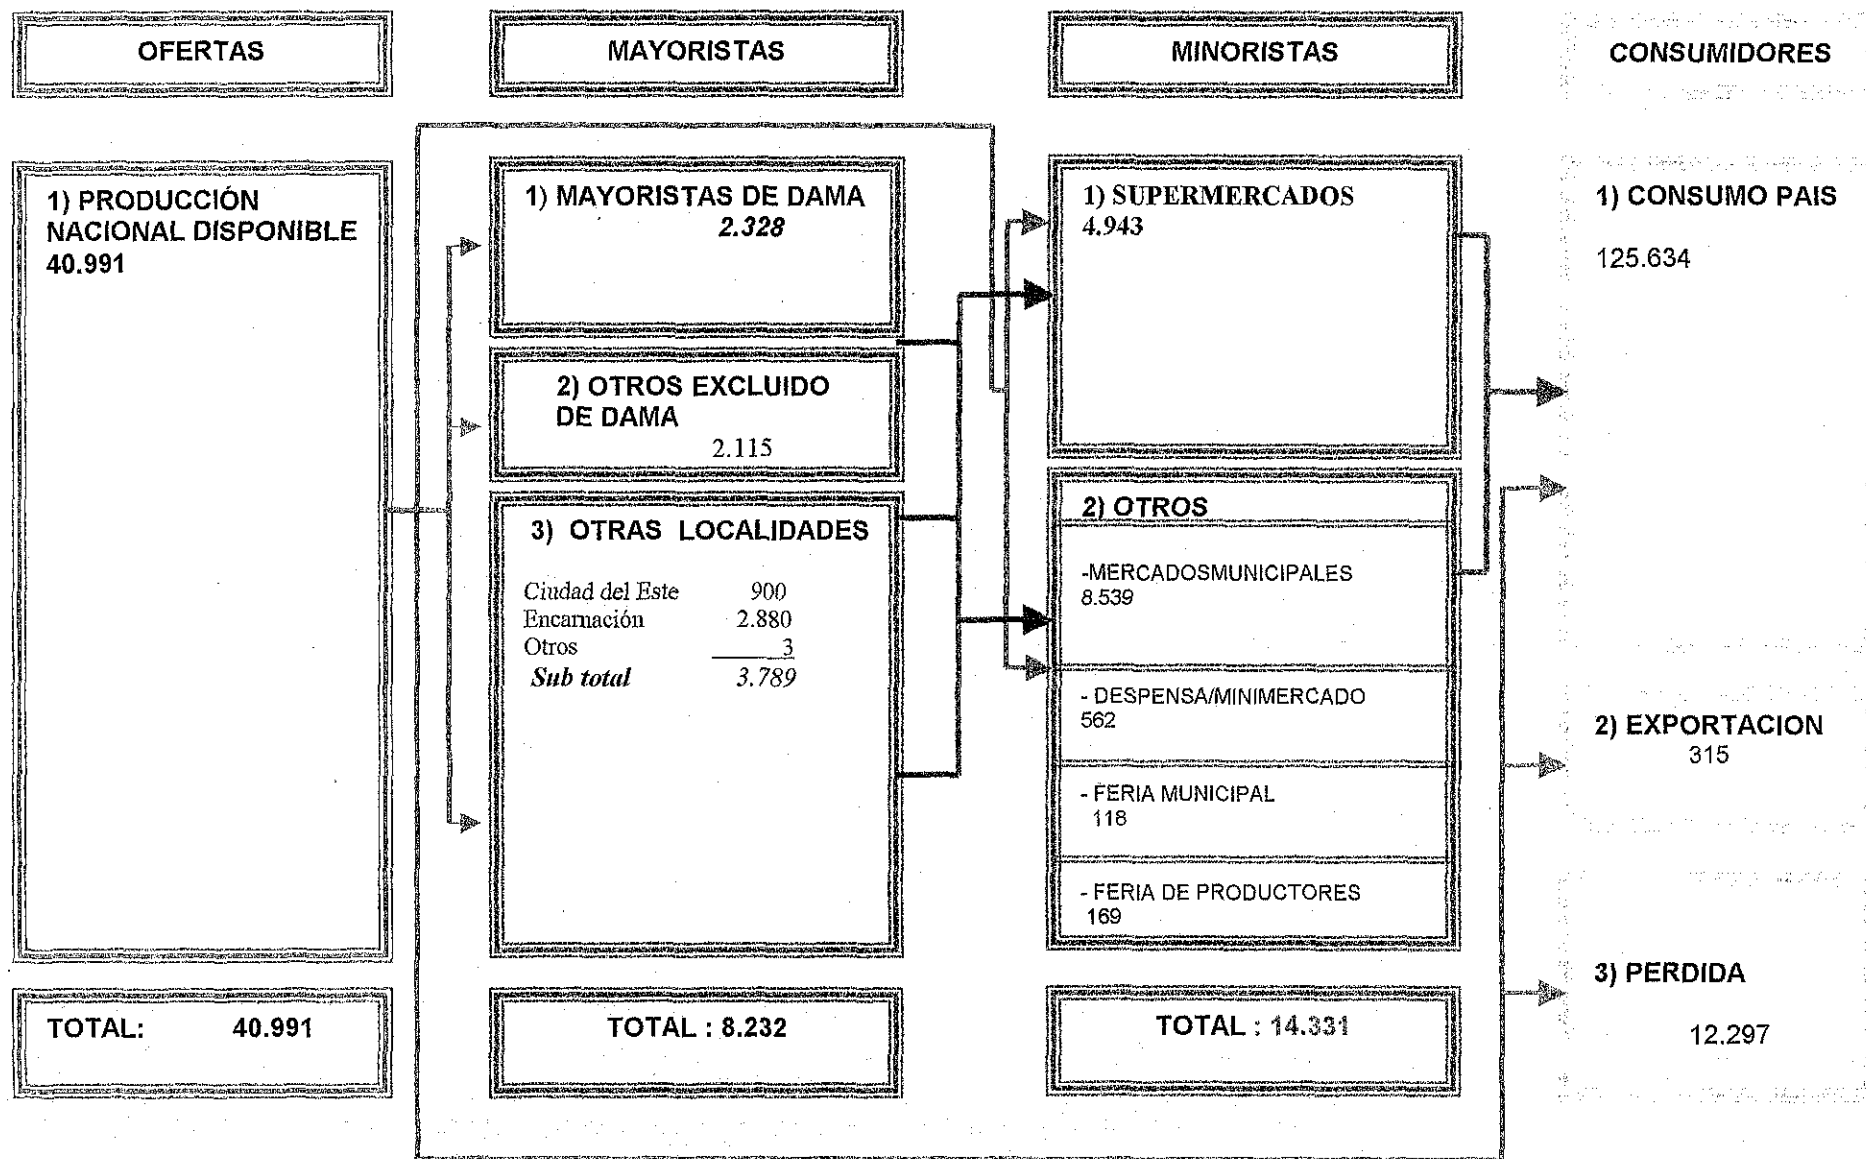 OFERTAS
MAYORISTAS
MINORISTAS
CONSUMIDORES
1) PRODUCCIÓN
NACIONAL DISPONIBLE
40.991
TOTAL: 40.991
1) MAYORISTAS DE DAMA
2.328
2) OTROS EXCLUIDO
DE DAMA
2.115
3) OTRAS LOCALIDADES
Ciudad del Este 900
Encarnación 2.880
Otros 3
Sub total 3.789
TOTAL : 8.232
1) SUPERMERCADOS
4.943
2) OTROS
-MERCADOSMUNICIPALES
8.539
- DESPENSA/MINIMERCADO
562
- FERIA MUNICIPAL
118
- FERIA DE PRODUCTORES
169
TOTAL : 14.331
1) CONSUMO PAIS
125.634
2) EXPORTACION
315
3) PERDIDA
12.297